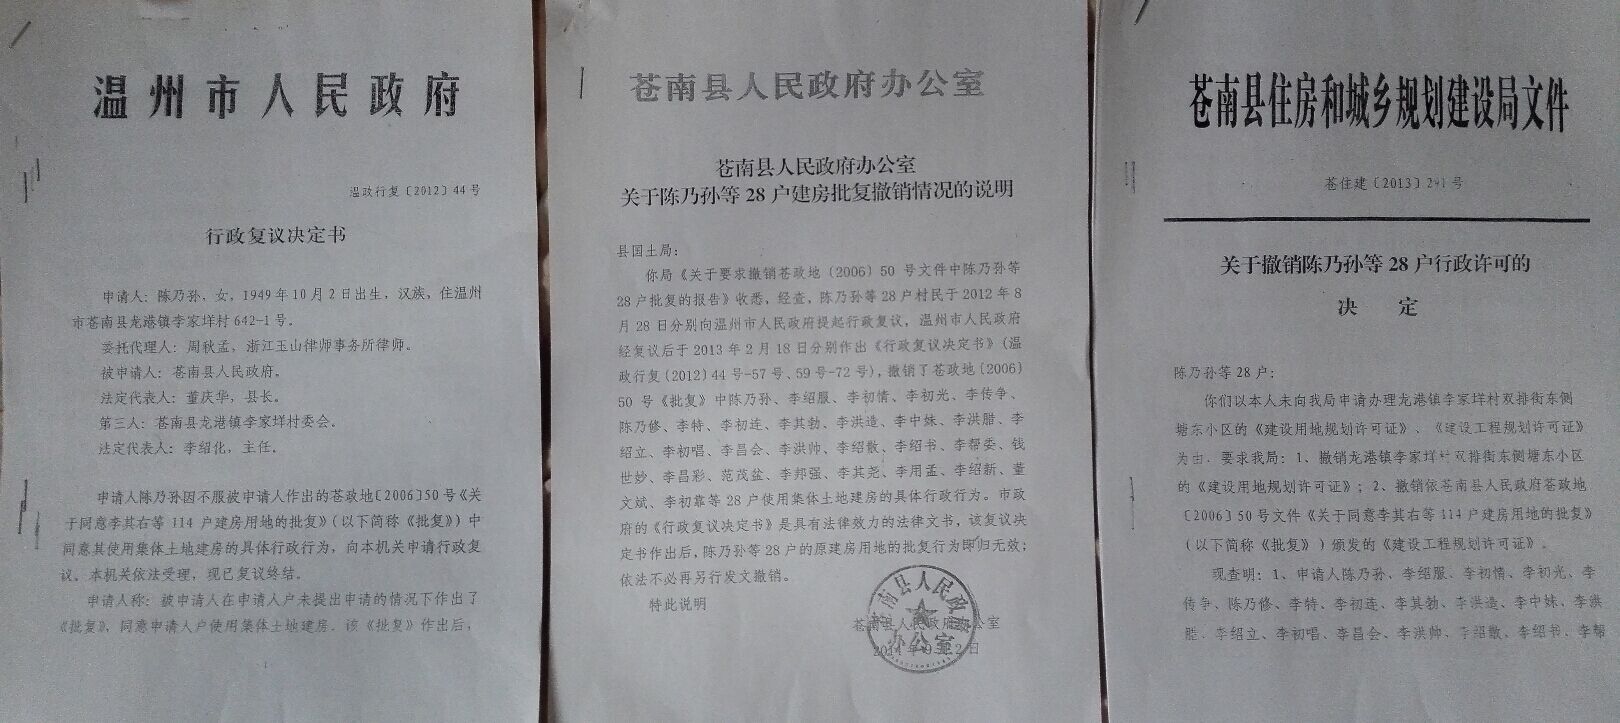 温州市人民政府
温政行复〔2012〕44号
行政复议决定书
申请人：陈乃孙，女，1949年10月2日出生，汉族，住温州
市苍南县龙港镇李家垟村642-1号。
委托代理人：周秋孟，浙江玉山律师事务所律师。
被申请人：苍南县人民政府。
法定代表人：董庆华，县长。
第三人：苍南县龙港镇李家垟村委会。
法定代表人：李绍化，主任。
申请人陈乃孙因不服被申请人作出的苍政地〔2006〕50号《关
于同意李其右等114户建房用地的批复》（以下简称《批复》）中
同意其使用集体土地建房的具体行政行为，向本机关申请行政复
议。本机关依法受理，现已复议终结。
申请人称：被申请人在申请人户未提出申请的情况下作出了
《批复》，同意申请人户使用集体土地建房。该《批复》作出后，
苍南县人民政府办公室
苍南县人民政府办公室
关于陈乃孙等28户建房批复撤销情况的说明
县国土局：
你局《关于要求撤销苍政地（2006）50号文件中陈乃孙等
28户批复的报告》收悉，经查，陈乃孙等28户村民于2012年8
月28日分别向温州市人民政府提起行政复议，温州市人民政府
经复议后于2013年2月18日分别作出《行政复议决定书》（温
政行复（2012）44号-57号、59号-72号），撤销了苍政地〔2006〕
50号《批复》中陈乃孙、李绍服、李初情、李初光、李传争、
陈乃修、李特、李初连、李其勃、李洪造、李中妹、李洪腊、李
绍立、李初唱、李昌会、李洪帅、李绍散、李绍书、李帮委、钱
世妙、李昌彩、范茂盆、李邦强、李其尧、李用孟、李绍新、董
文斌、李初靠等28户使用集体土地建房的具体行政行为。市政
府的《行政复议决定书》是具有法律效力的法律文书，该复议决
定书作出后，陈乃孙等28户的原建房用地的批复行为即归无效；
依法不必再另行发文撤销。
特此说明
苍南县人民政府办公室
苍南县人民政府
办公室
苍南县住房和城乡规划建设局文件
苍住建〔2013〕2 1号
关于撤销陈乃孙等28户行政许可的
决 定
陈乃孙等28户：
你们以本人未向我局申请办理龙港镇李家垟村双排街东侧
塘东小区的《建设用地规划许可证》、《建设工程规划许可证》
为由，要求我局：1、撤销龙港镇李家垟村双排街东侧塘东小区
的《建设用地规划许可证》；2、撤销依苍南县人民政府苍政地
〔2006〕50号文件《关于同意李其右等114户建房用地的批复》
（以下简称《批复》）颁发的《建设工程规划许可证》。
现查明：1、申请人陈乃孙、李绍服、李初情、李初光、李
传争、陈乃修、李特、李初连、李其勃、李洪造、李中妹、李洪
腊、李绍立、李初唱、李昌会、李洪帅、李绍散、李绍书、李帮